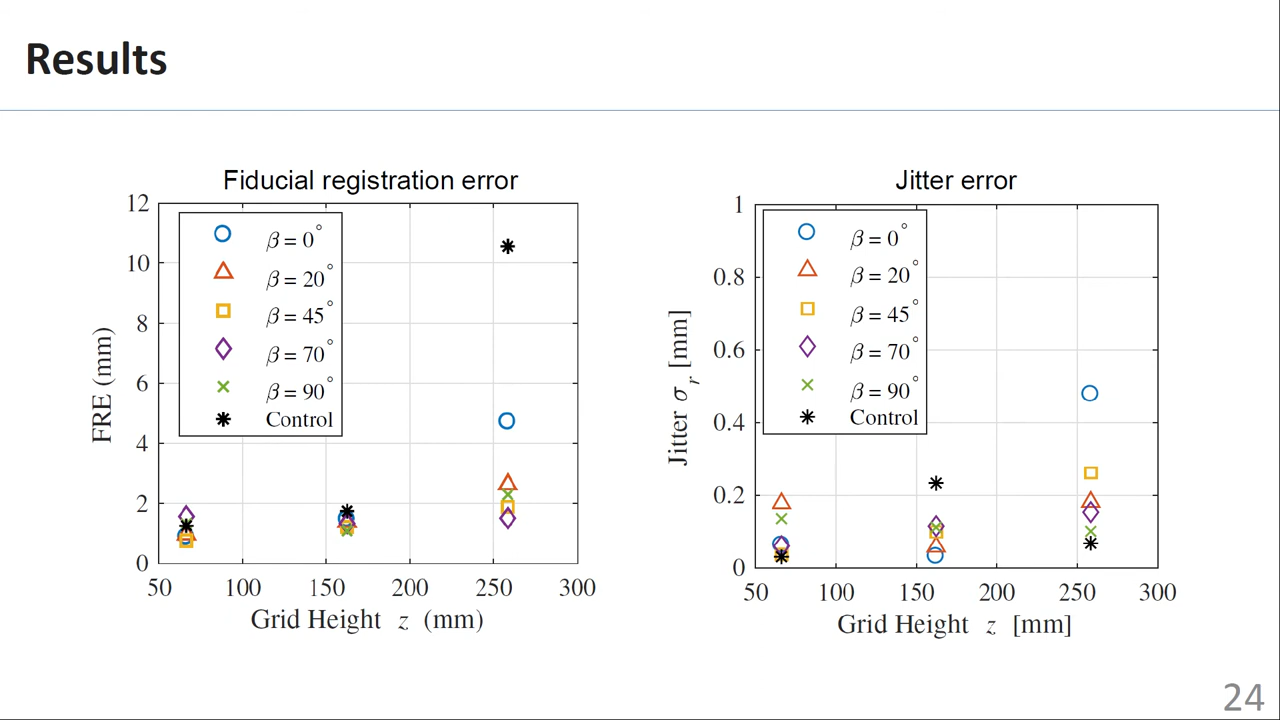 Results
Fiducial registration error
12
10
8
6
4
2
0
FRE (mm)
β = 0°
β = 20°
β = 45°
β = 70°
β = 90°
Control
50 100 150 200 250 300
Grid Height z (mm)
Jitter error
1
0.8
0.6
0.4
0.2
0
Jitter σr [mm]
β = 0°
β = 20°
β = 45°
β = 70°
β = 90°
Control
50 100 150 200 250 300
Grid Height z [mm]
24